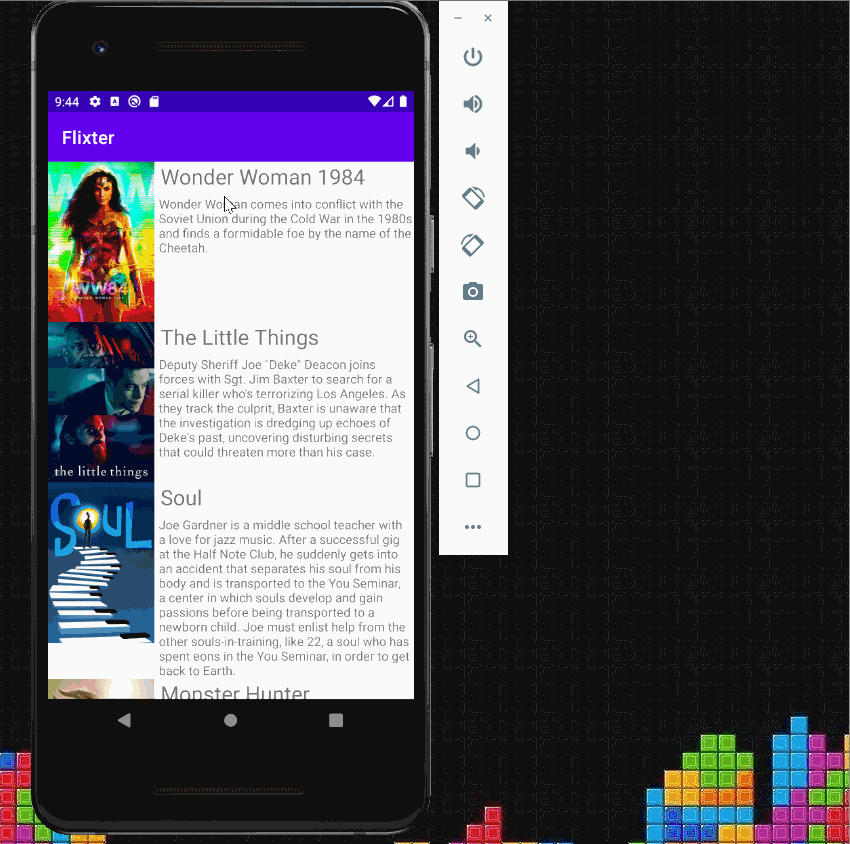 9:44
Flixter
Wonder Woman 1984
Wonder Woman comes into conflict with the
Soviet Union during the Cold War in the 1980s
and finds a formidable foe by the name of the
Cheetah.
WW84
WONDER WOMAN 1984
The Little Things
Deputy Sheriff Joe "Deke" Deacon joins
forces with Sgt. Jim Baxter to search for a
serial killer who's terrorizing Los Angeles. As
they track the culprit, Baxter is unaware that
the investigation is dredging up echoes of
Deke's past, uncovering disturbing secrets
that could threaten more than his case.
the little things
Soul
SOUL
Joe Gardner is a middle school teacher with
a love for jazz music. After a successful gig
at the Half Note Club, he suddenly gets into
an accident that separates his soul from his
body and is transported to the You Seminar,
a center in which souls develop and gain
passions before being transported to a
newborn child. Joe must enlist help from the
other souls-in-training, like 22, a soul who has
spent eons in the You Seminar, in order to get
back to Earth.
Monster Hunter